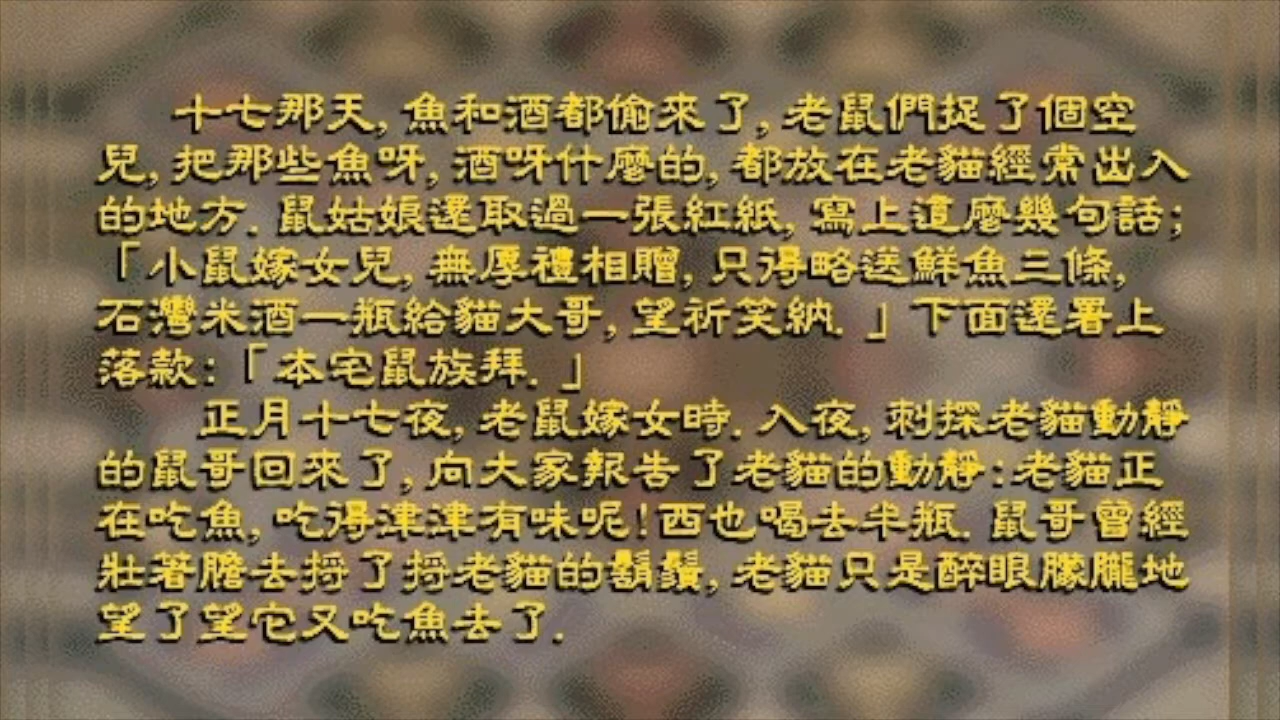 十七那天,魚和酒都偷來了,老鼠們捉了個空
兒,把那些魚呀,酒呀什麼的,都放在老貓經常出入
的地方.鼠姑娘還取過一張紅紙,寫上這麼幾句話;
「小鼠嫁女兒,無厚禮相贈,只得略送鮮魚三條,
石灣米酒一瓶給貓大哥,望祈笑納.」下面還署上
落款:「本宅鼠族拜.」
正月十七夜,老鼠嫁女時.入夜,刺探老貓動靜
的鼠哥回來了,向大家報告了老貓的動靜:老貓正
在吃魚,吃得津津有味呢!酉也喝去半瓶.鼠哥曾經
壯著膽去捋了捋老貓的鬍鬚,老貓只是醉眼朦朧地
望了望它又吃魚去了.